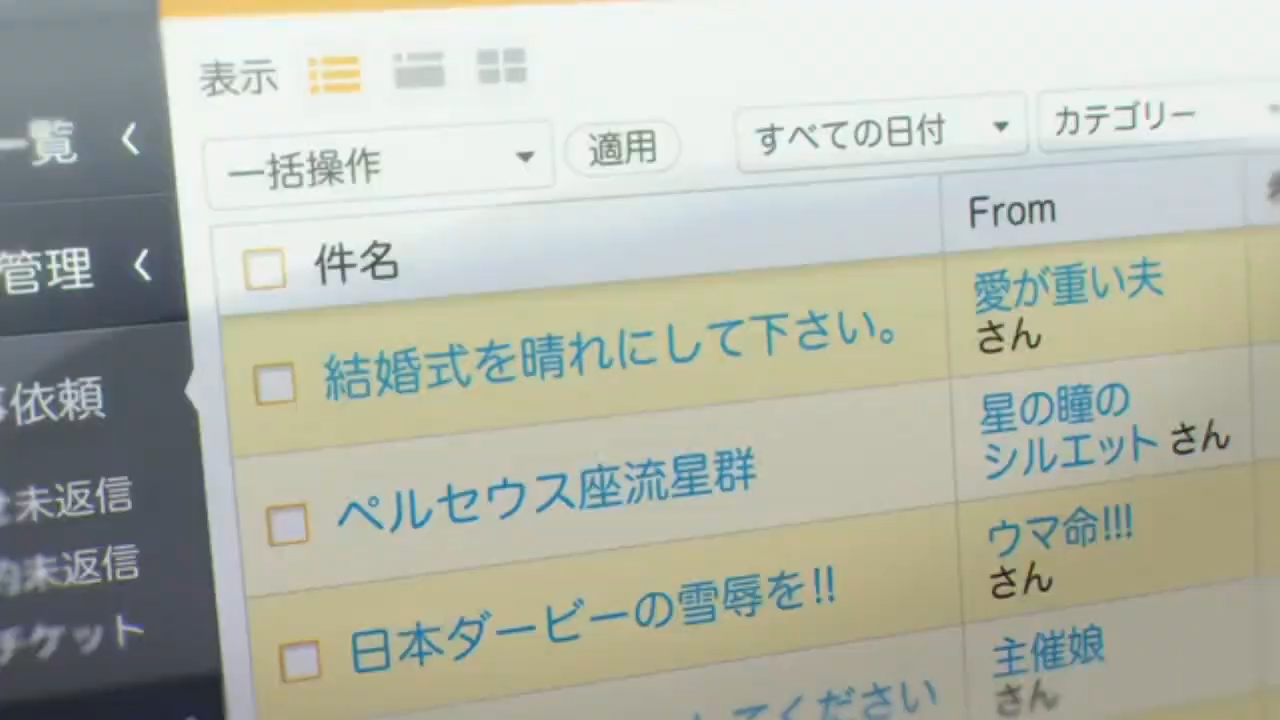 表示
一括操作
適用
すべての日付
カテゴリー
件名
From
結婚式を晴れにして下さい。
愛が重い夫
さん
ペルセウス座流星群
星の瞳の
シルエット さん
日本ダービーの雪辱を!!
ウマ命!!!
さん
てください
主催娘
さん
一覧
管理
依頼
未返信
未返信
チケット